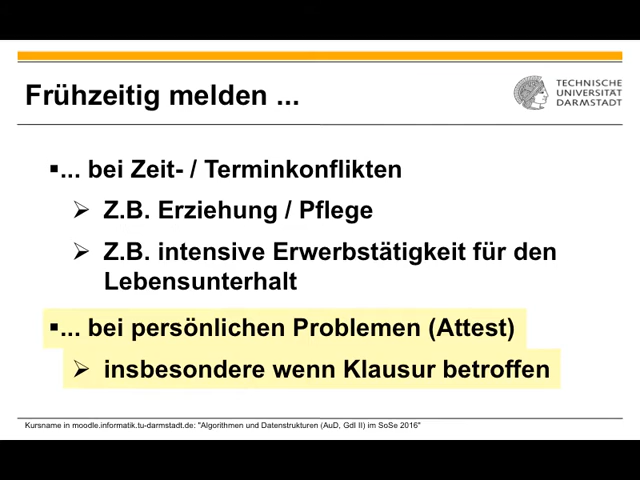 Frühzeitig melden ...
TECHNISCHE
UNIVERSITÄT
DARMSTADT
▪... bei Zeit- / Terminkonflikten
➢ Z.B. Erziehung / Pflege
➢ Z.B. intensive Erwerbstätigkeit für den
Lebensunterhalt
▪... bei persönlichen Problemen (Attest)
➢ insbesondere wenn Klausur betroffen
Kursname in moodle.informatik.tu-darmstadt.de: "Algorithmen und Datenstrukturen (AuD, GdI II) im SoSe 2016"